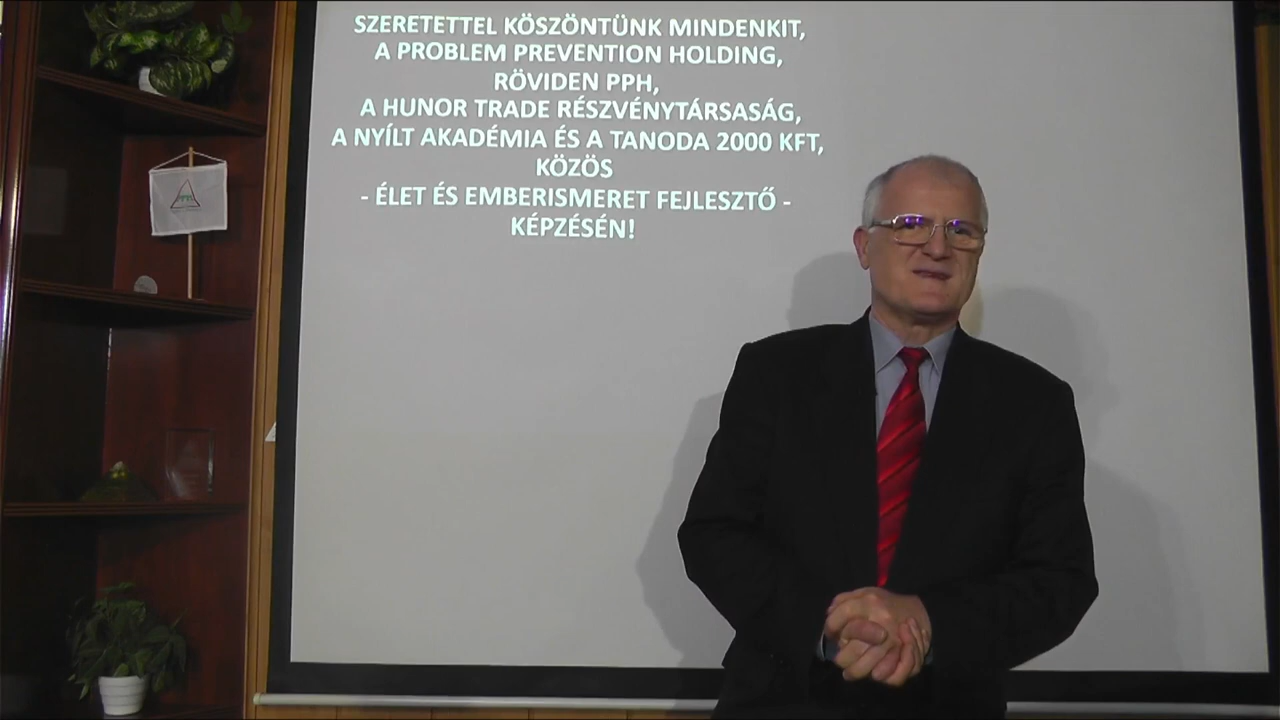 SZERETETTEL KÖSZÖNTÜNK MINDENKIT,
A PROBLEM PREVENTION HOLDING,
RÖVIDEN PPH,
A HUNOR TRADE RÉSZVÉNYTÁRSASÁG,
A NYÍLT AKADÉMIA ÉS A TANODA 2000 KFT,
KÖZÖS
- ÉLET ÉS EMBERISMERET FEJLESZTŐ -
KÉPZÉSÉN!